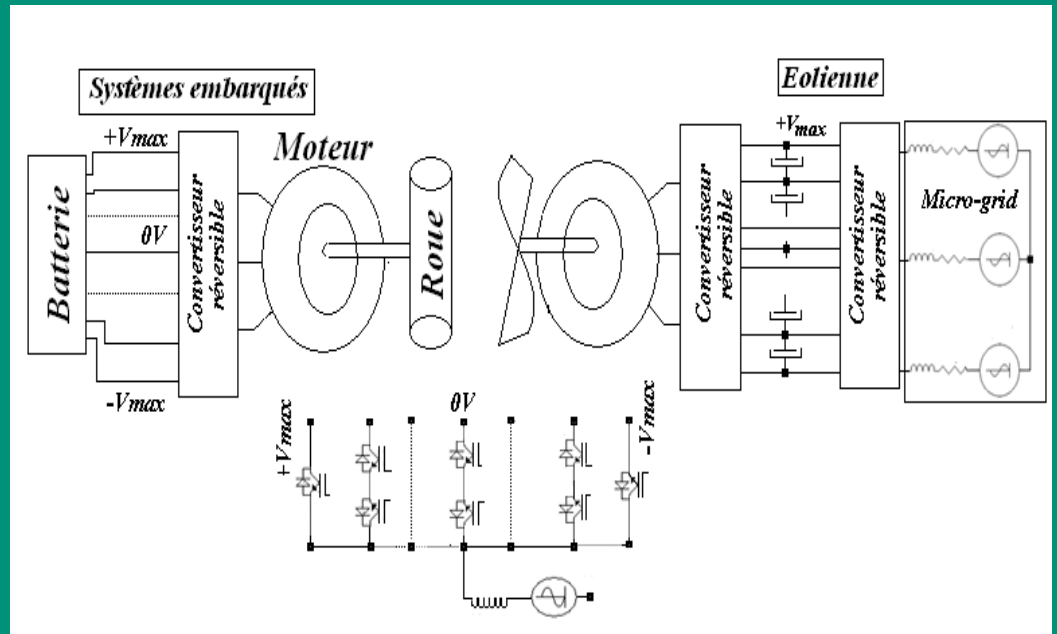 Systèmes embarqués
+Vmax
0V
-Vmax
Batterie
Convertisseur
réversible
Moteur
Roue
Eolienne
+Vmax
Convertisseur
réversible
Convertisseur
réversible
Micro-grid
+Vmax
0V
-Vmax